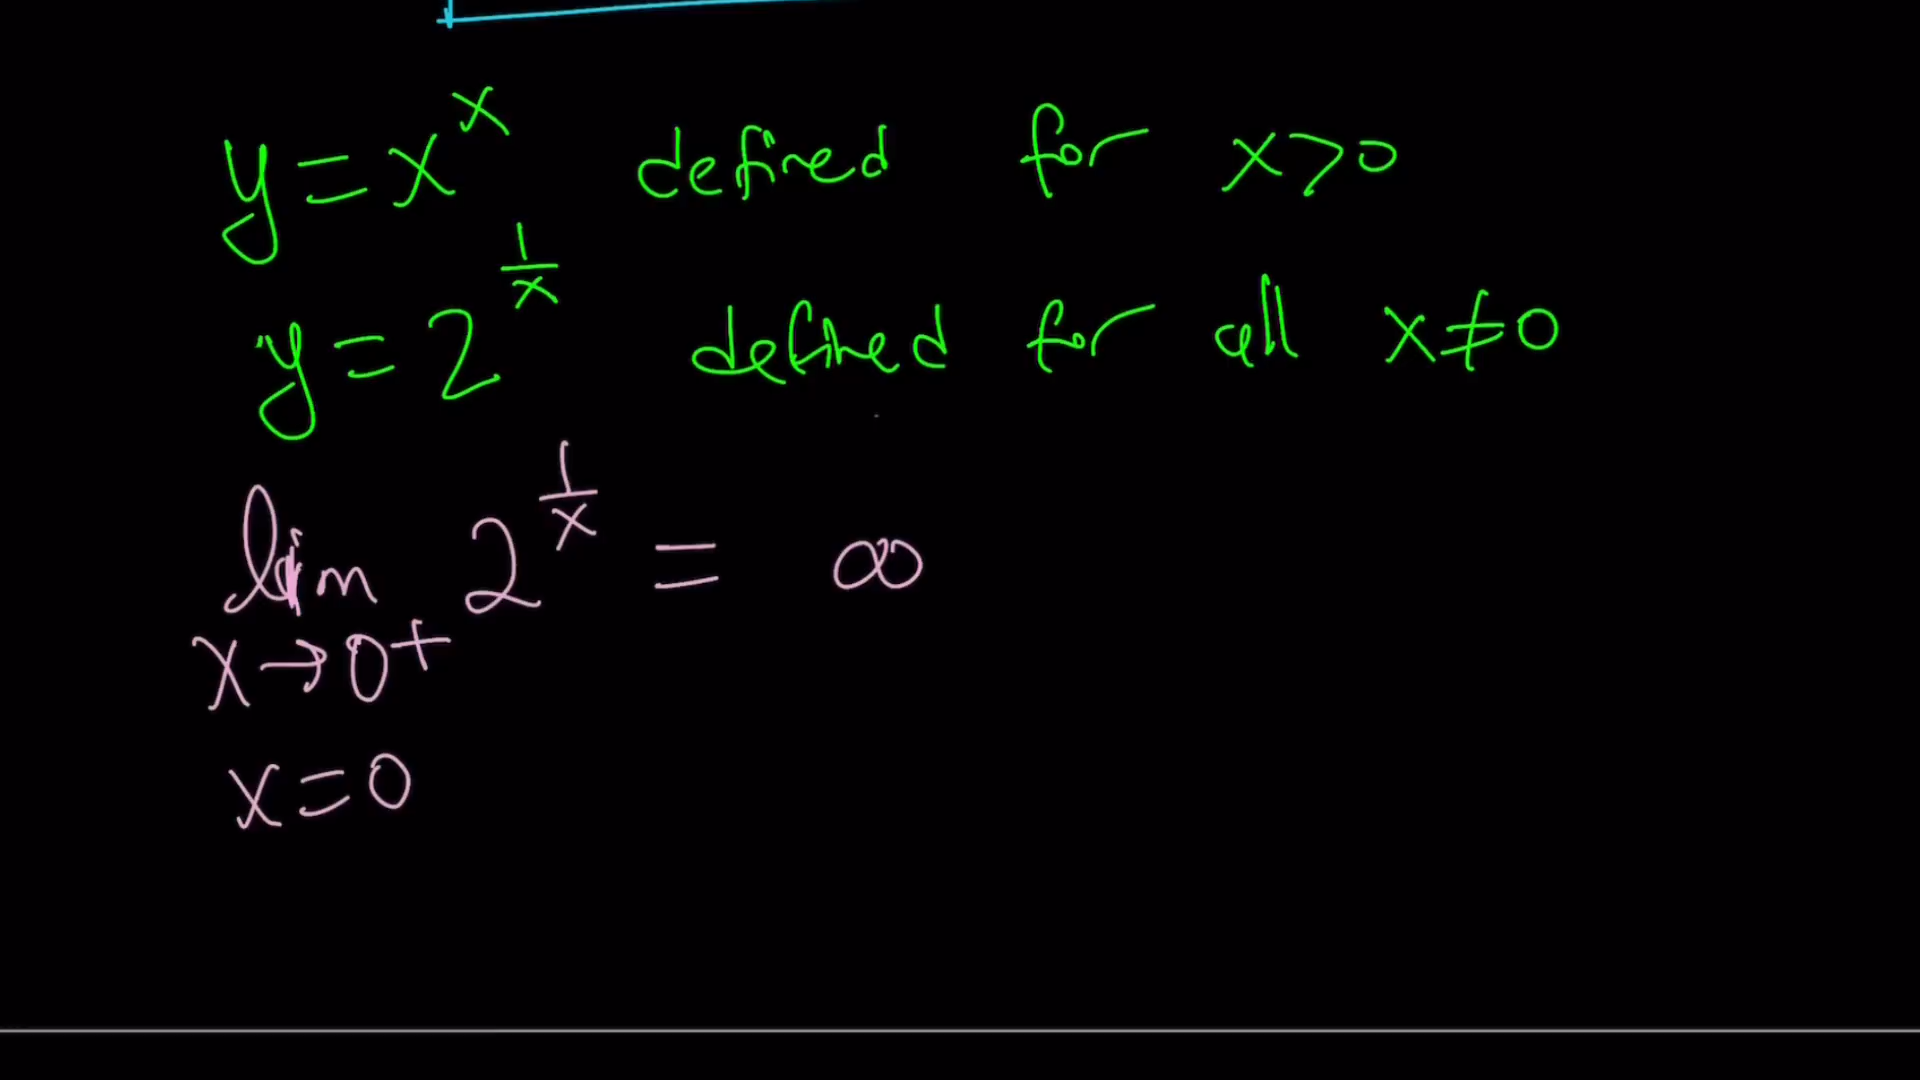 y = x^x defined for x>0
y = 2^(1/x) defined for all x≠0
lim 2^(1/x) = ∞
x→0+
x=0